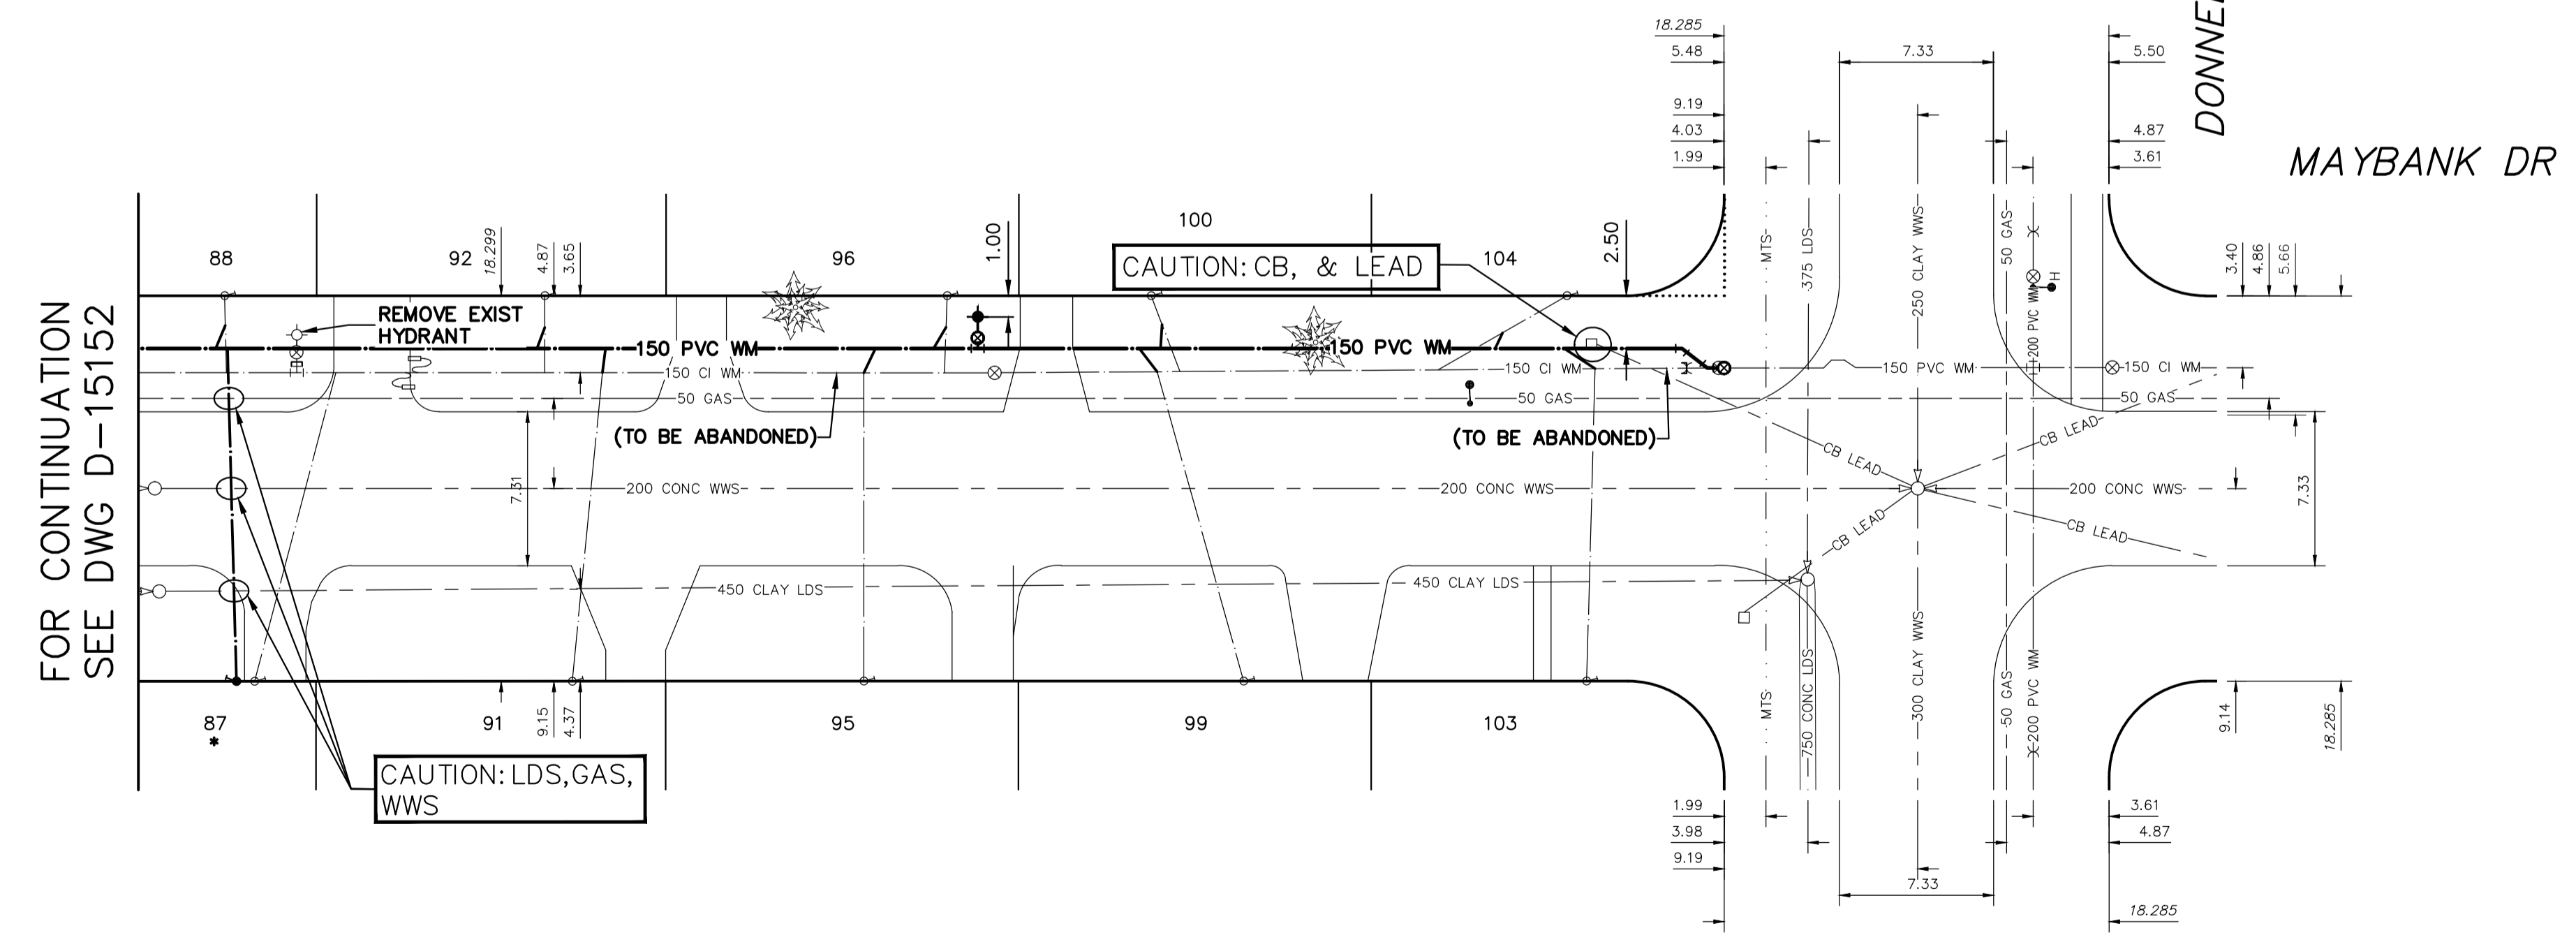 18.285
5.48
9.19
4.03
1.99
7.33
5.50
4.87
3.61
MAYBANK DR
FOR CONTINUATION
SEE DWG D-15152
88
92
18.299
4.87
3.65
96
1.00
100
104
2.50
CAUTION: CB, & LEAD
REMOVE EXIST
HYDRANT
MTS
375 LDS
250 CLAY WWS
50 GAS
200 PVC WM
H
3.40
4.86
5.66
150 PVC WM
150 PVC WM
150 CI WM
150 CI WM
150 PVC WM
150 CI WM
50 GAS
50 GAS
50 GAS
(TO BE ABANDONED)
(TO BE ABANDONED)
CB LEAD
CB LEAD
7.31
200 CONC WWS
200 CONC WWS
200 CONC WWS
7.33
CB LEAD
CB LEAD
450 CLAY LDS
450 CLAY LDS
MTS
750 CONC LDS
300 CLAY WWS
50 GAS
200 PVC WM
87
*
91
9.15
4.37
95
99
103
9.14
18.285
CAUTION: LDS,GAS,
WWS
1.99
3.98
9.19
7.33
3.61
4.87
18.285